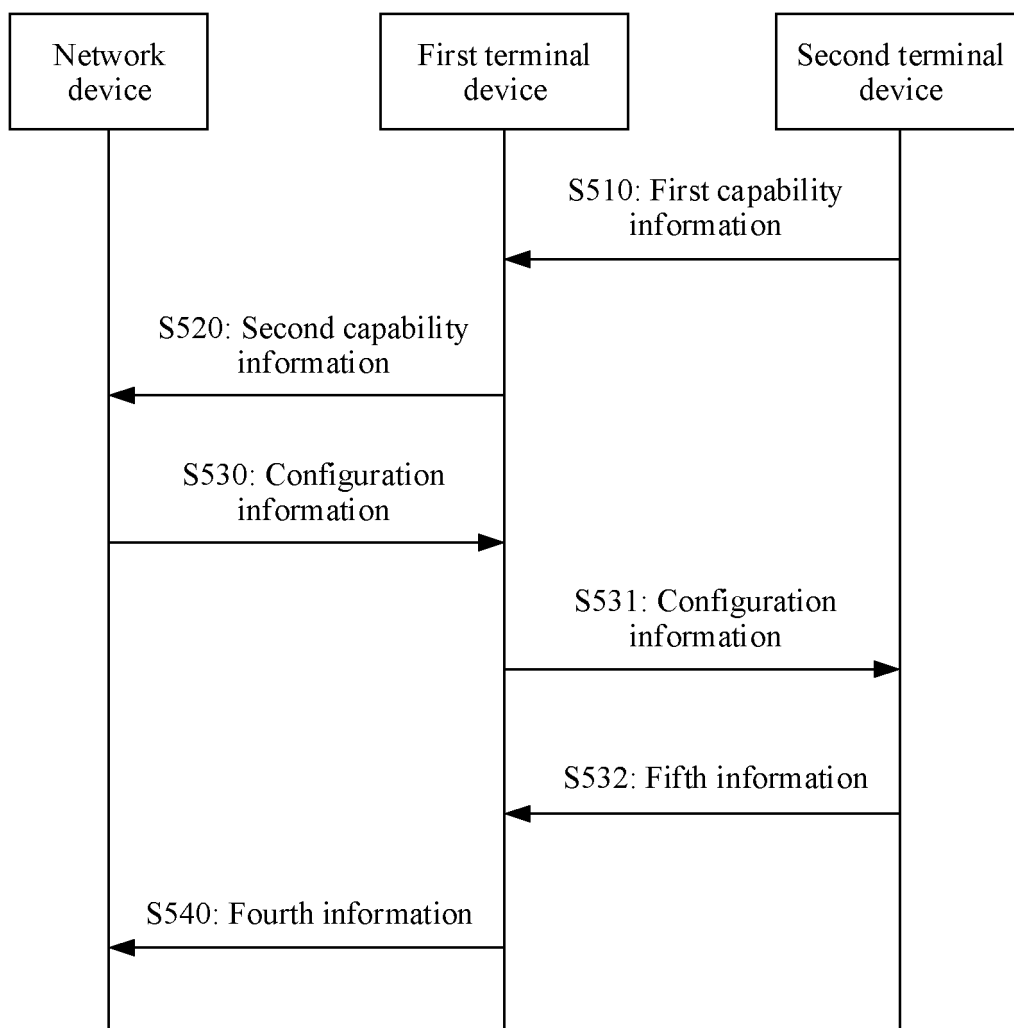 Network
device
First terminal
device
Second terminal
device
S510: First capability
information
S520: Second capability
information
S530: Configuration
information
S531: Configuration
information
S532: Fifth information
S540: Fourth information